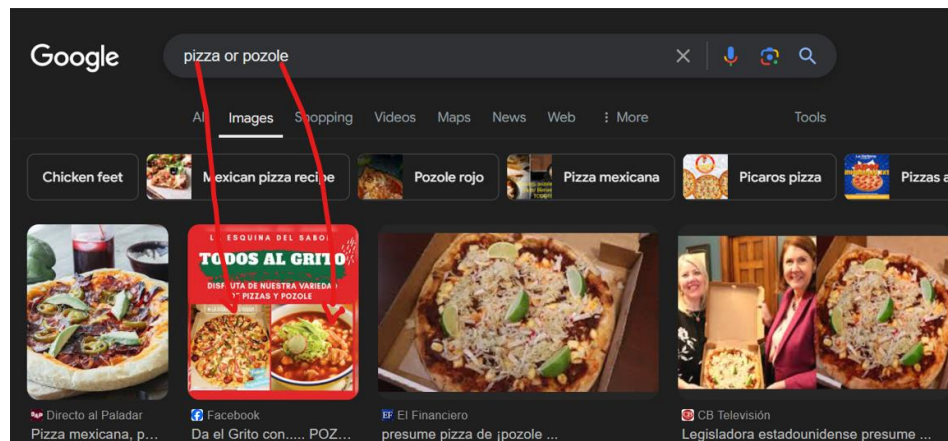 Google
pizza or pozole
All Images Shopping Videos Maps News Web More Tools
Chicken feet Mexican pizza recipe Pozole rojo Pizza mexicana Picaros pizza Pizzas a
LA ESQUINA DEL SABOR
TODOS AL GRITO
DISFRUTA DE NUESTRA VARIEDAD
DE PIZZAS Y POZOLE
Directo al Paladar Facebook El Financiero CB Televisión
Pizza mexicana, p... Da el Grito con..... POZ... presume pizza de ¡pozole ... Legisladora estadounidense presume ...